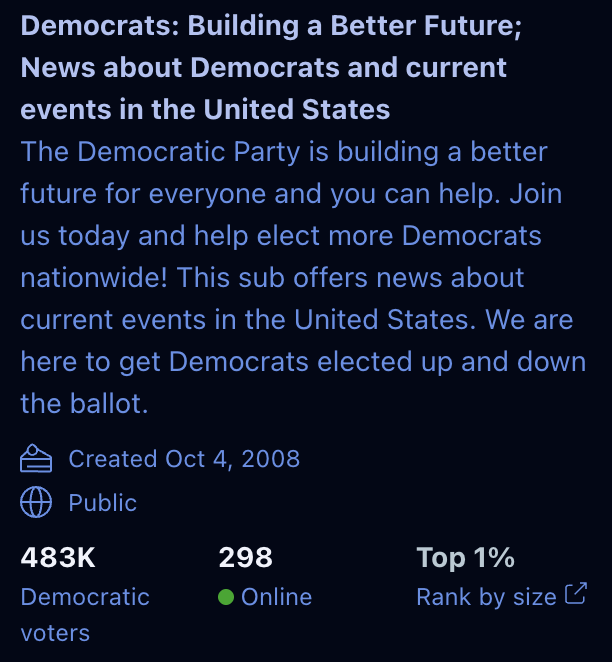 Democrats: Building a Better Future;
News about Democrats and current
events in the United States
The Democratic Party is building a better
future for everyone and you can help. Join
us today and help elect more Democrats
nationwide! This sub offers news about
current events in the United States. We are
here to get Democrats elected up and down
the ballot.
Created Oct 4, 2008
Public
483K 298 Top 1%
Democratic Online Rank by size
voters